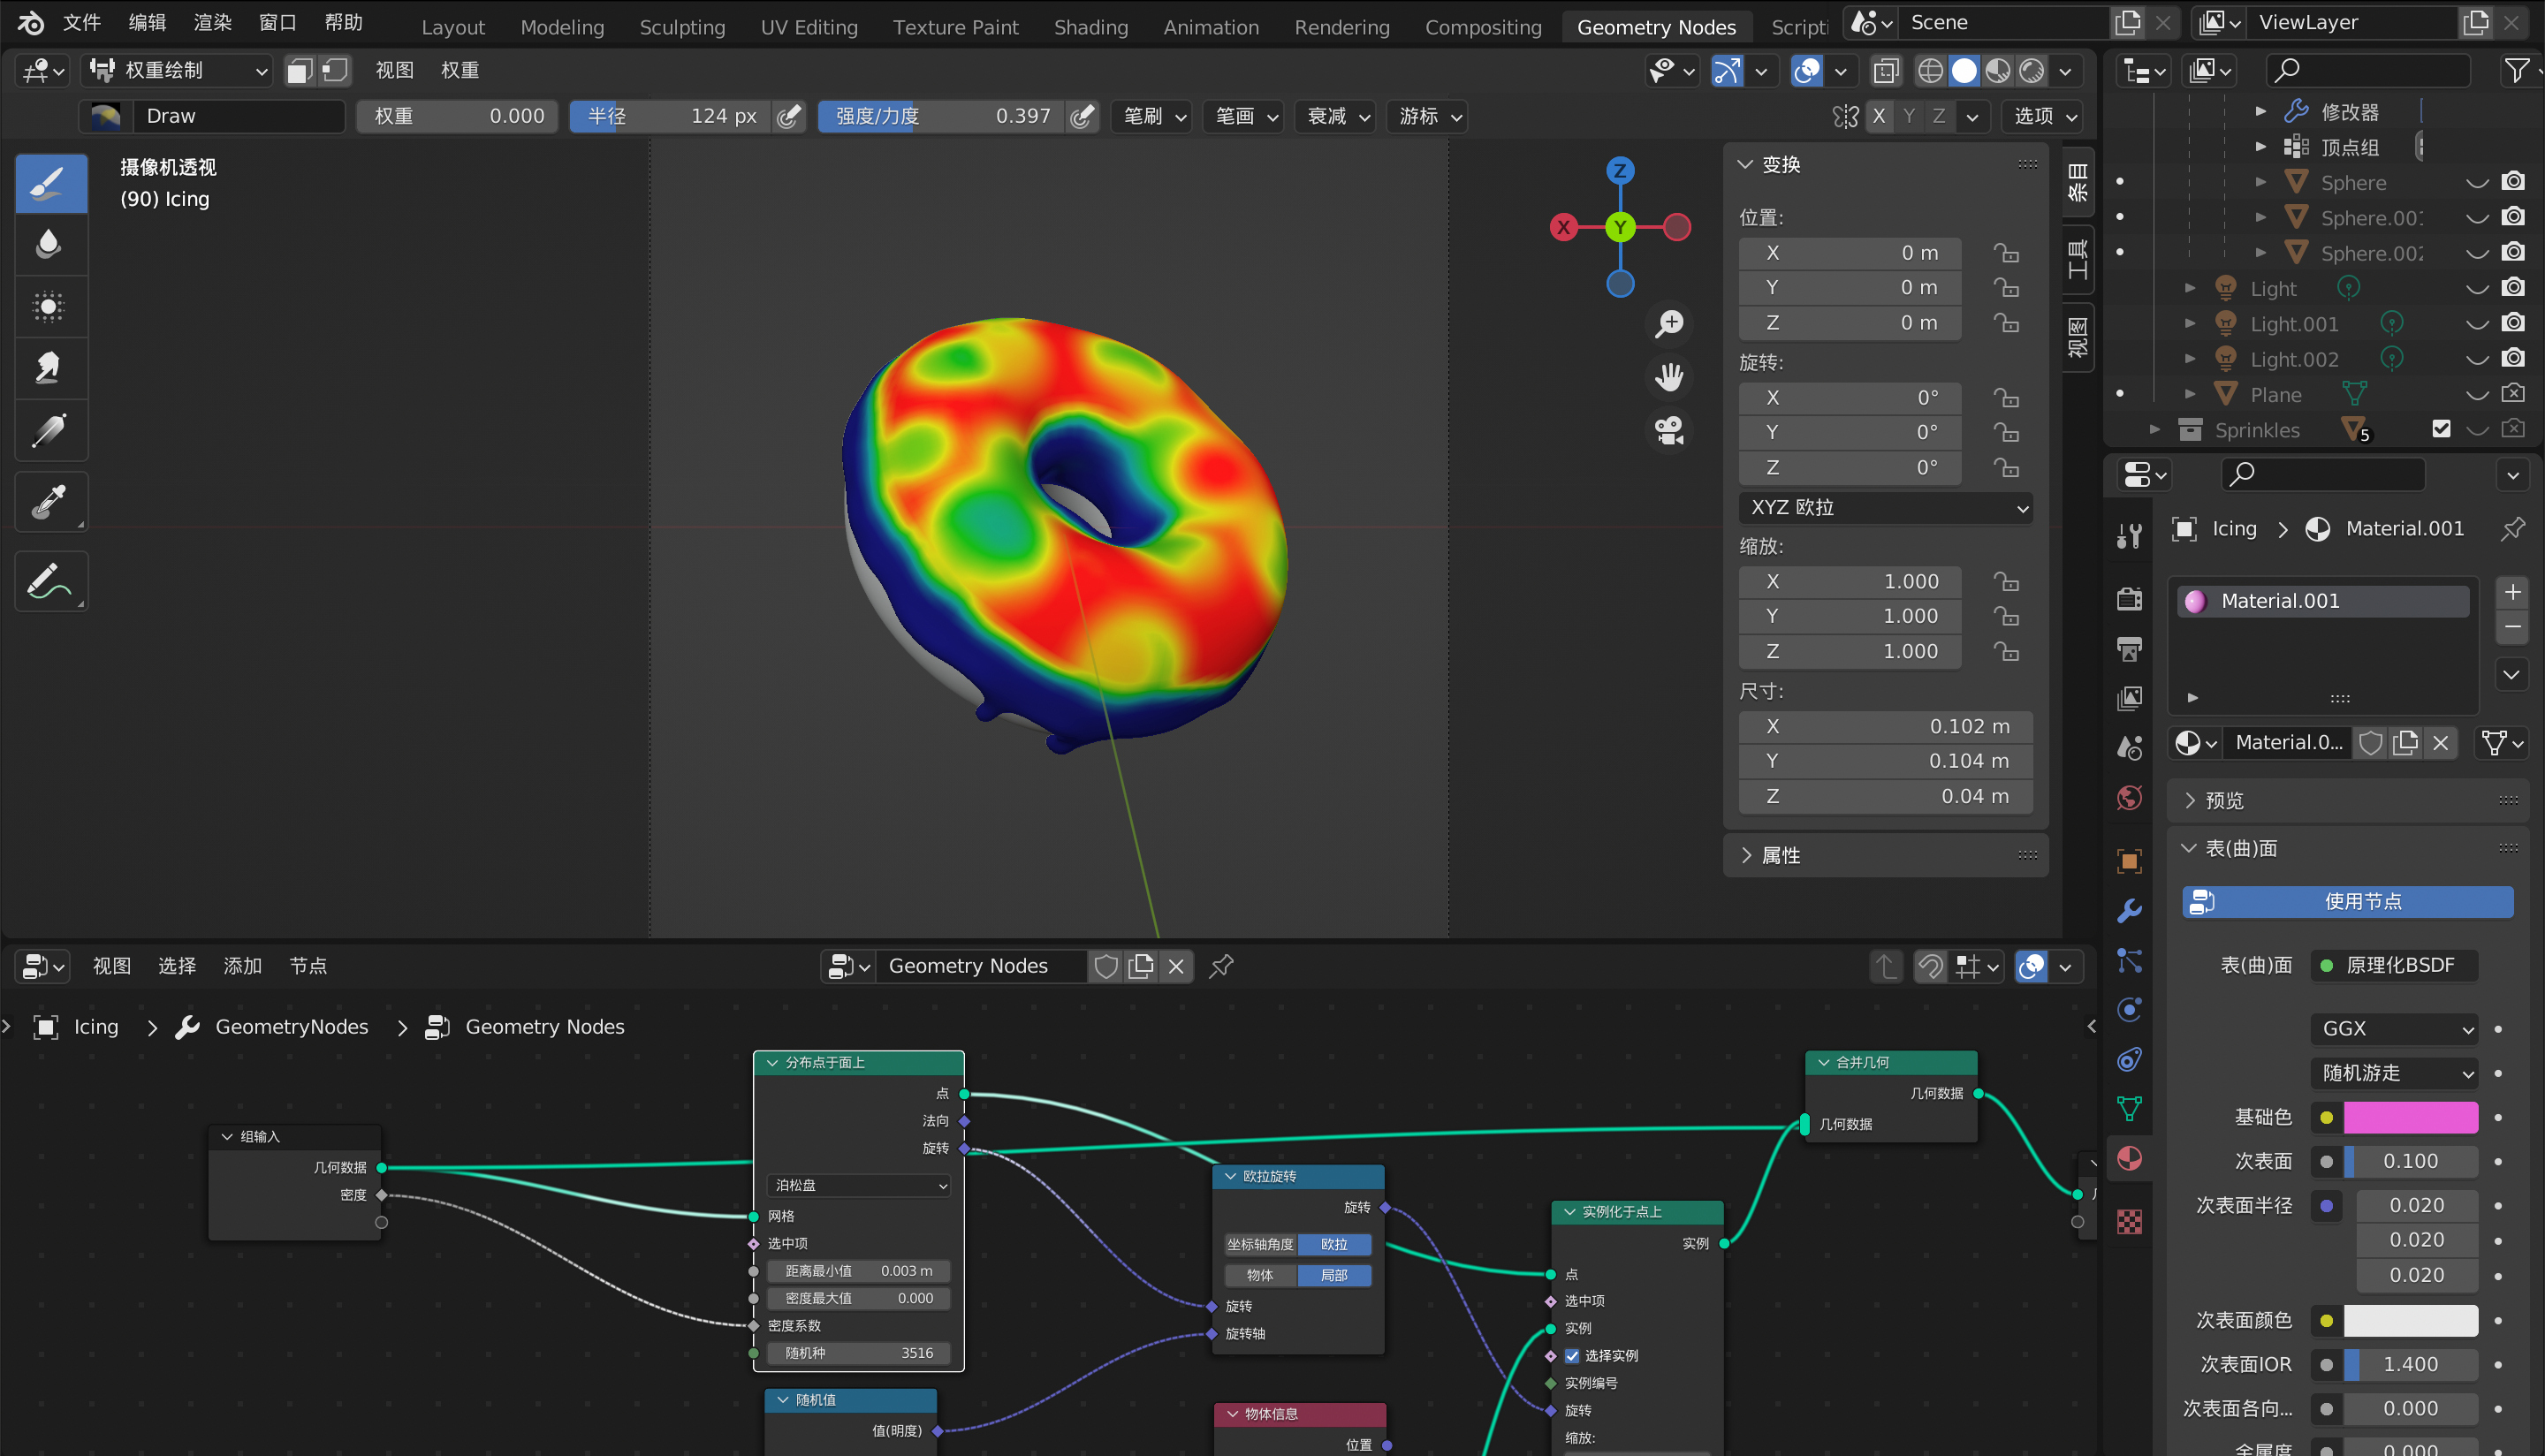 文件 编辑 渲染 窗口 帮助 Layout Modeling Sculpting UV Editing Texture Paint Shading Animation Rendering Compositing Geometry Nodes Scripti Scene ViewLayer
权重绘制 视图 权重
Draw 权重 0.000 半径 124 px 强度/力度 0.397 笔刷 笔画 衰减 游标 X Y Z 选项
摄像机透视
(90) Icing
Z
X Y
变换
位置:
X 0 m
Y 0 m
Z 0 m
旋转:
X 0°
Y 0°
Z 0°
XYZ 欧拉
缩放:
X 1.000
Y 1.000
Z 1.000
尺寸:
X 0.102 m
Y 0.104 m
Z 0.04 m
属性
条目
工具
视图
修改器
顶点组
Sphere
Sphere.001
Sphere.002
Light
Light.001
Light.002
Plane
Sprinkles 5
Icing Material.001
Material.001
Material.0...
预览
表(曲)面
使用节点
表(曲)面 原理化BSDF
GGX
随机游走
基础色
次表面 0.100
次表面半径 0.020
0.020
0.020
次表面颜色
次表面IOR 1.400
次表面各向... 0.000
金属度 0.000
视图 选择 添加 节点 Geometry Nodes
Icing GeometryNodes Geometry Nodes
组输入
几何数据
密度
分布点于面上
点
法向
旋转
泊松盘
网格
选中项
距离最小值 0.003 m
密度最大值 0.000
密度系数
随机种 3516
随机值
值(明度)
欧拉旋转
旋转
坐标轴角度 欧拉
物体 局部
旋转
旋转轴
物体信息
位置
实例化于点上
实例
点
选中项
实例
选择实例
实例编号
旋转
缩放:
合并几何
几何数据
几何数据